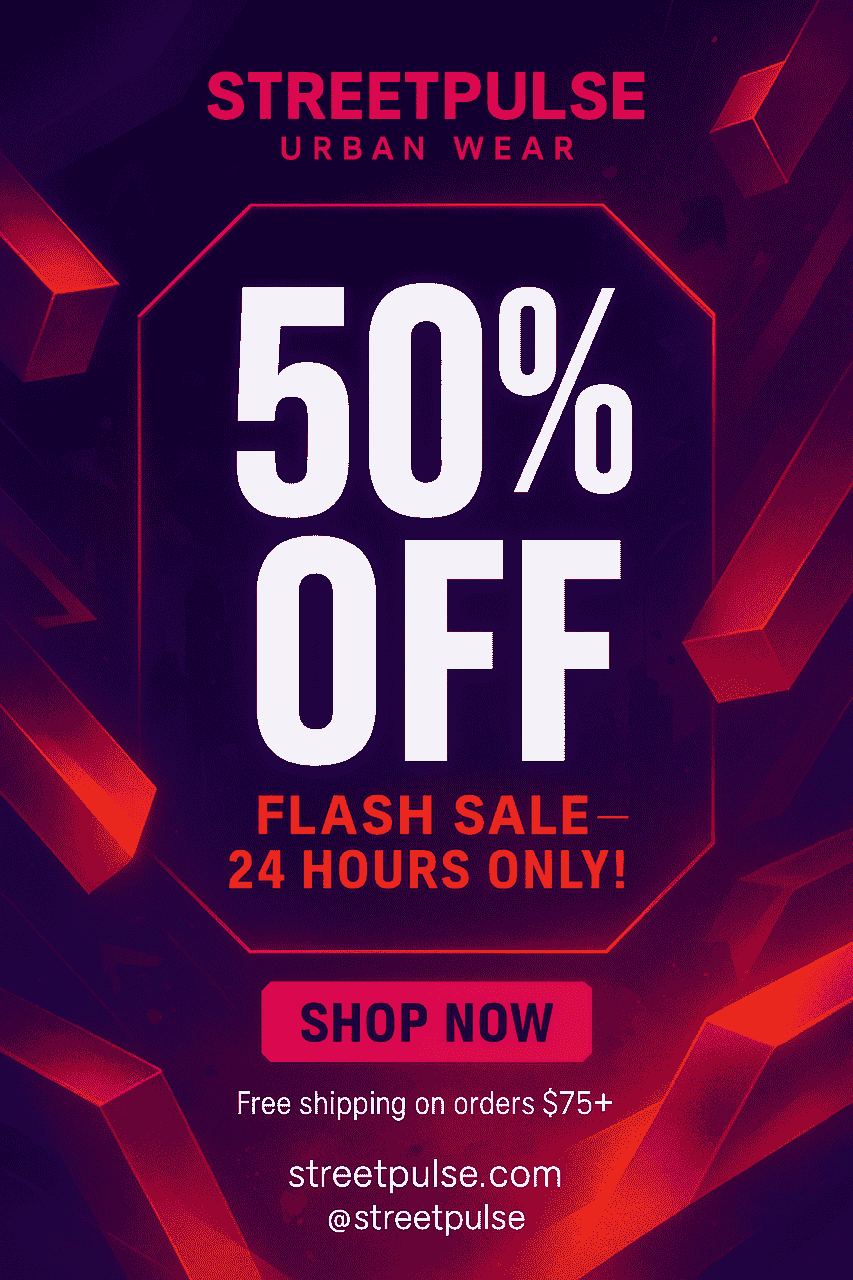 STREETPULSE
URBAN WEAR
50%
OFF
FLASH SALE—
24 HOURS ONLY!
SHOP NOW
Free shipping on orders $75+
streetpulse.com
@streetpulse